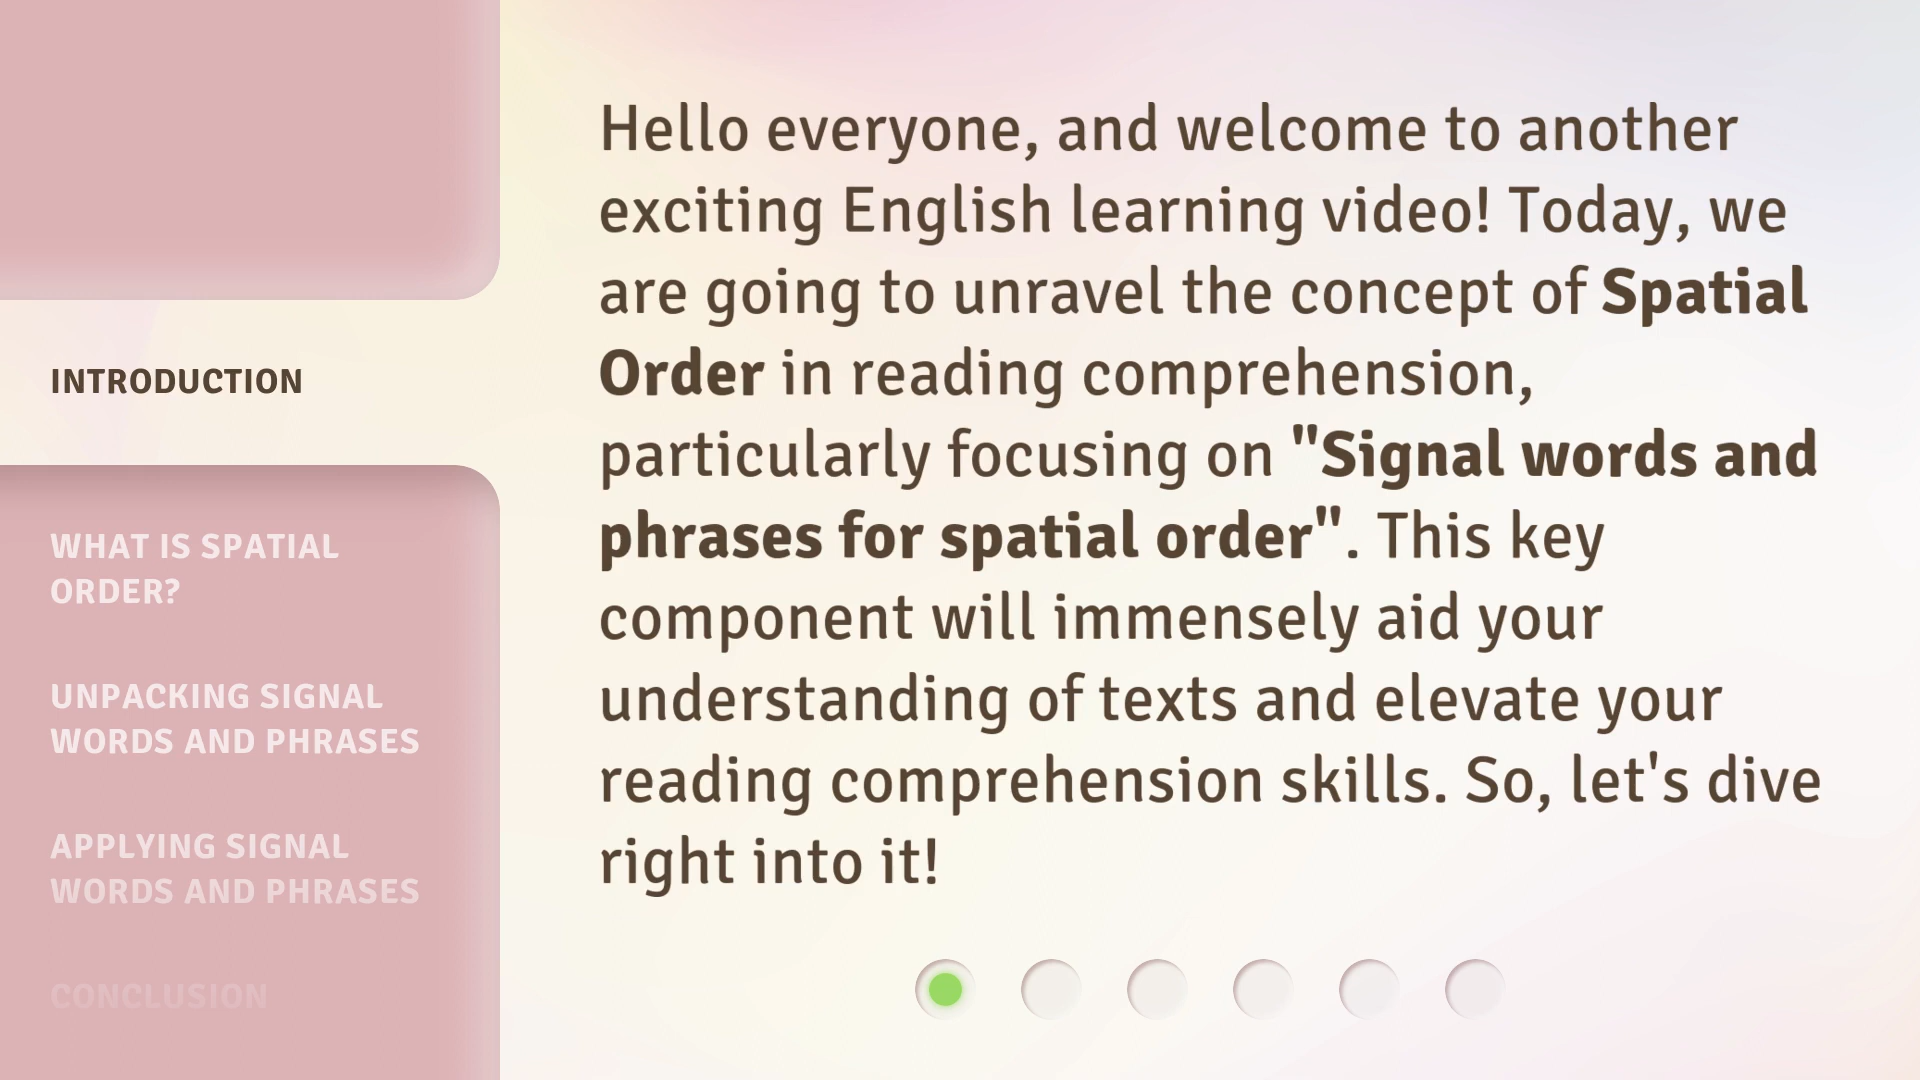 INTRODUCTION
WHAT IS SPATIAL
ORDER?
UNPACKING SIGNAL
WORDS AND PHRASES
APPLYING SIGNAL
WORDS AND PHRASES
CONCLUSION
Hello everyone, and welcome to another
exciting English learning video! Today, we
are going to unravel the concept of Spatial
Order in reading comprehension,
particularly focusing on "Signal words and
phrases for spatial order". This key
component will immensely aid your
understanding of texts and elevate your
reading comprehension skills. So, let's dive
right into it!